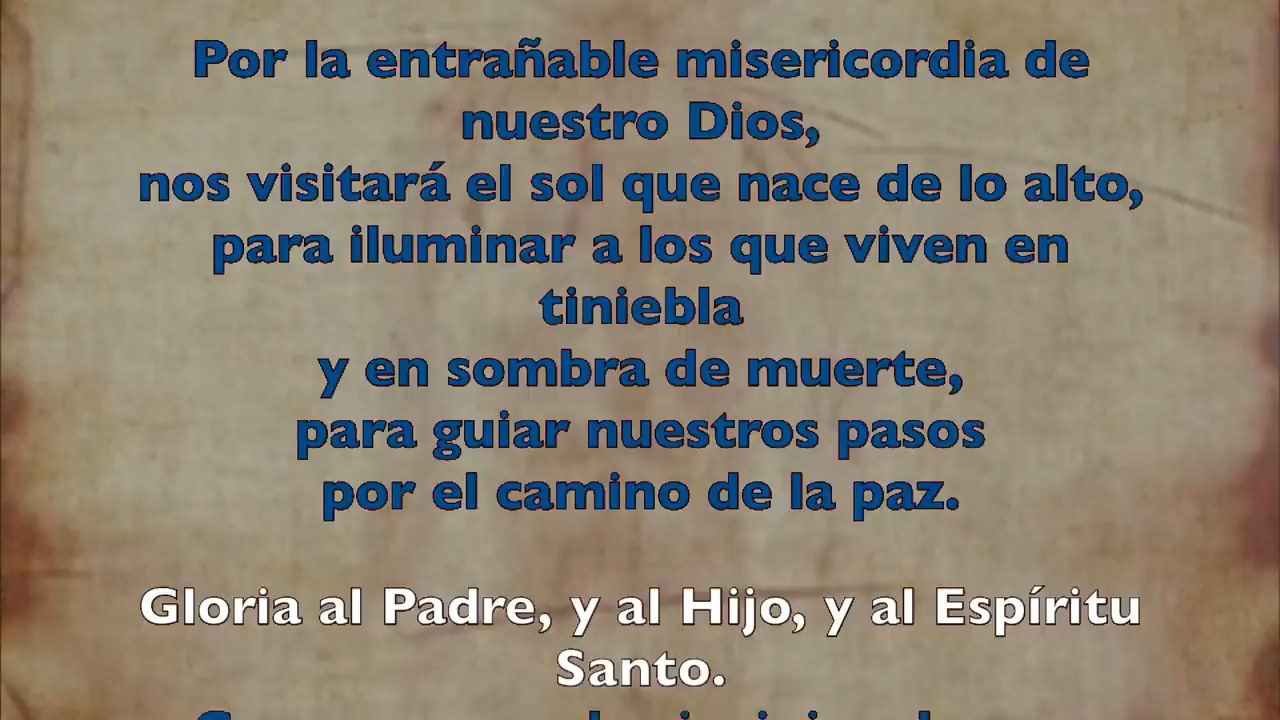 Por la entrañable misericordia de
nuestro Dios,
nos visitará el sol que nace de lo alto,
para iluminar a los que viven en
tiniebla
y en sombra de muerte,
para guiar nuestros pasos
por el camino de la paz.
Gloria al Padre, y al Hijo, y al Espíritu
Santo.